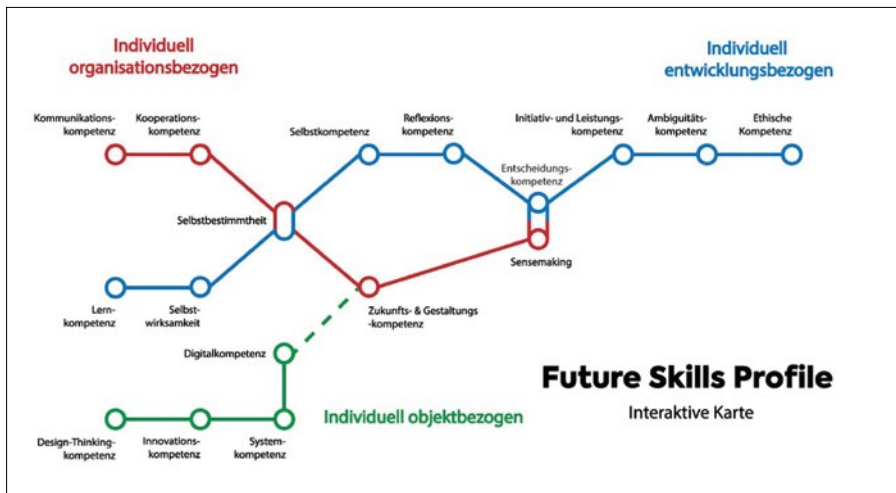 Individuell
organisationsbezogen
Individuell
entwicklungsbezogen
Kommunikations-
kompetenz
Kooperations-
kompetenz
Selbstkompetenz
Reflexions-
kompetenz
Initiativ- und Leistungs-
kompetenz
Ambiguitäts-
kompetenz
Ethische
Kompetenz
Entscheidungs-
kompetenz
Selbstbestimmtheit
Sensemaking
Lern-
kompetenz
Selbst-
wirksamkeit
Zukunfts- & Gestaltungs
-kompetenz
Digitalkompetenz
Future Skills Profile
Interaktive Karte
Individuell objektbezogen
Design-Thinking-
kompetenz
Innovations-
kompetenz
System-
kompetenz